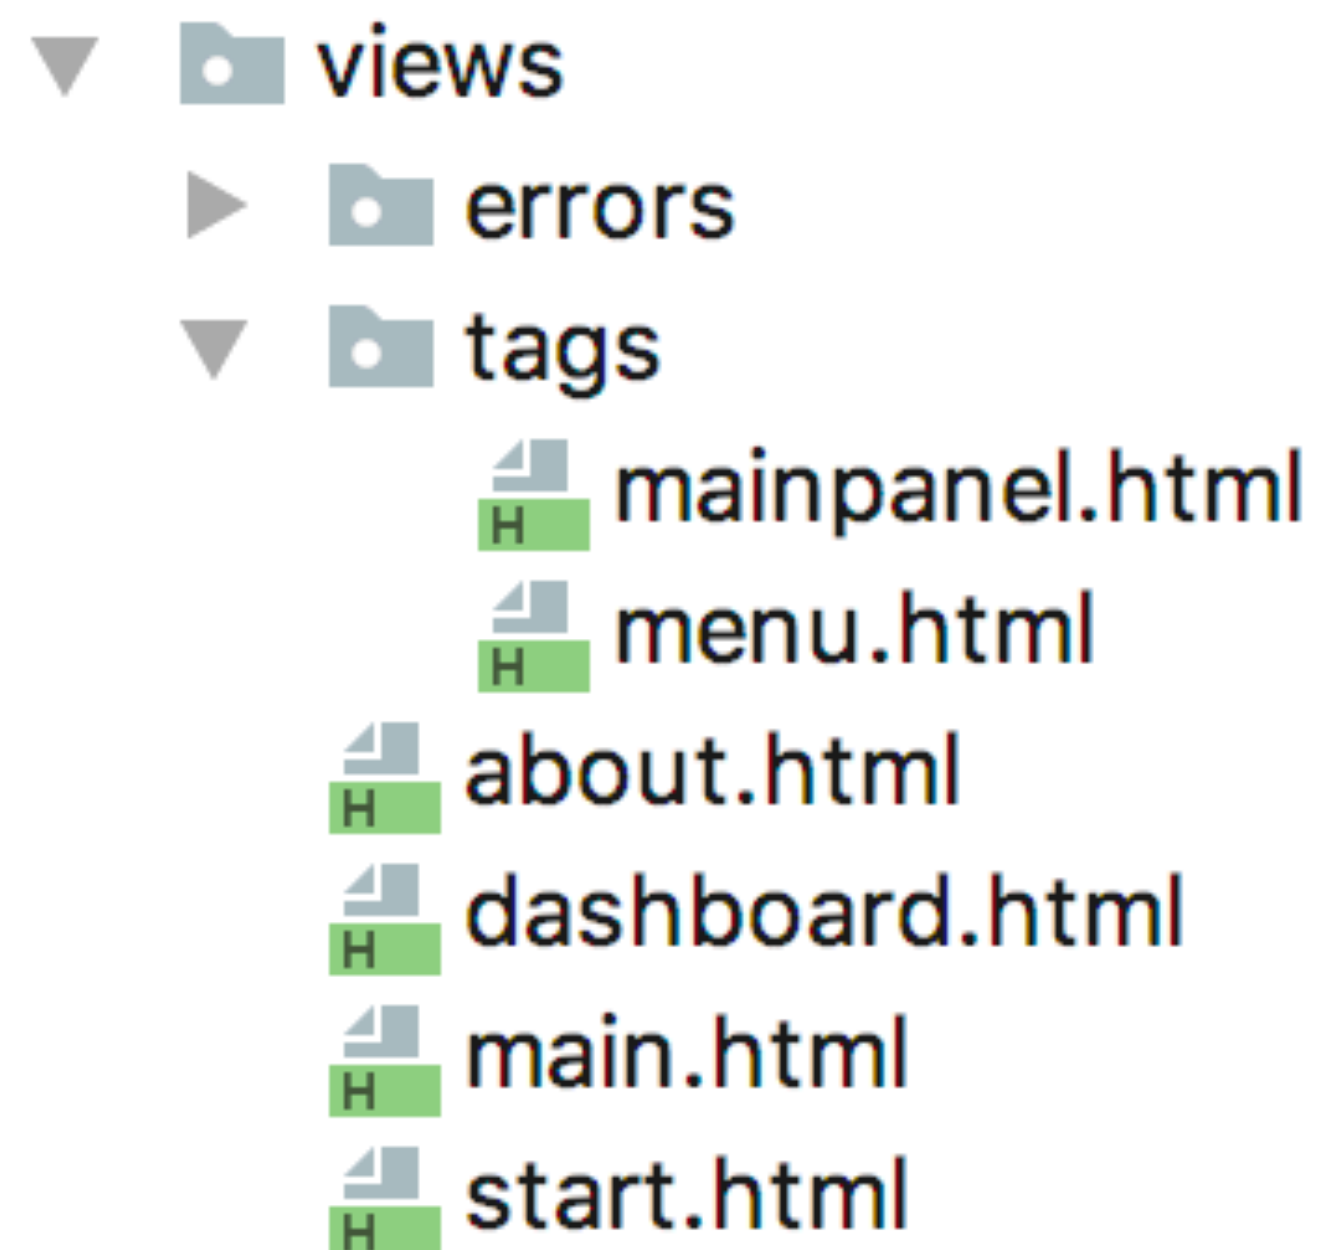 views
errors
tags
H mainpanel.html
H menu.html
H about.html
H dashboard.html
H main.html
H start.html